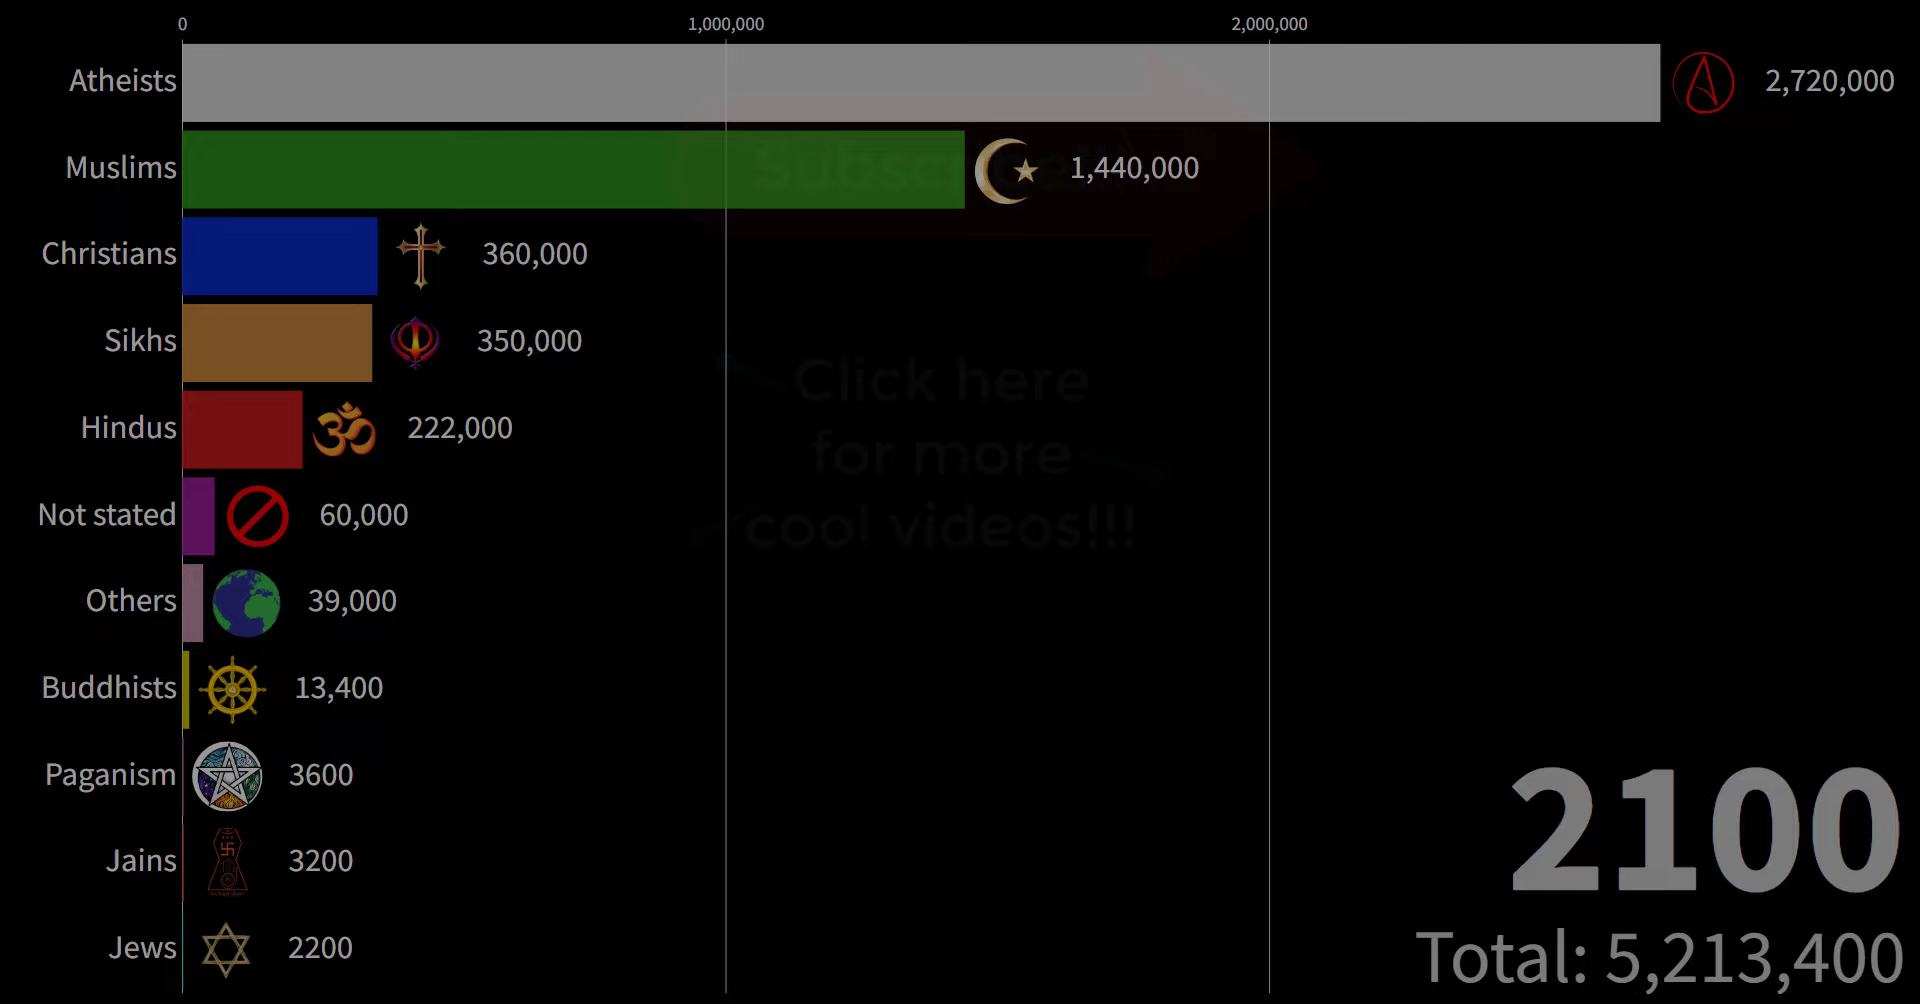 0 1,000,000 2,000,000
Atheists 2,720,000
Muslims 1,440,000
Subsc
Christians 360,000
Sikhs 350,000
Click here
Hindus 222,000
for more
Not stated 60,000
cool videos!!!
Others 39,000
Buddhists 13,400
Paganism 3600
Jains 3200
Jews 2200
2100
Total: 5,213,400